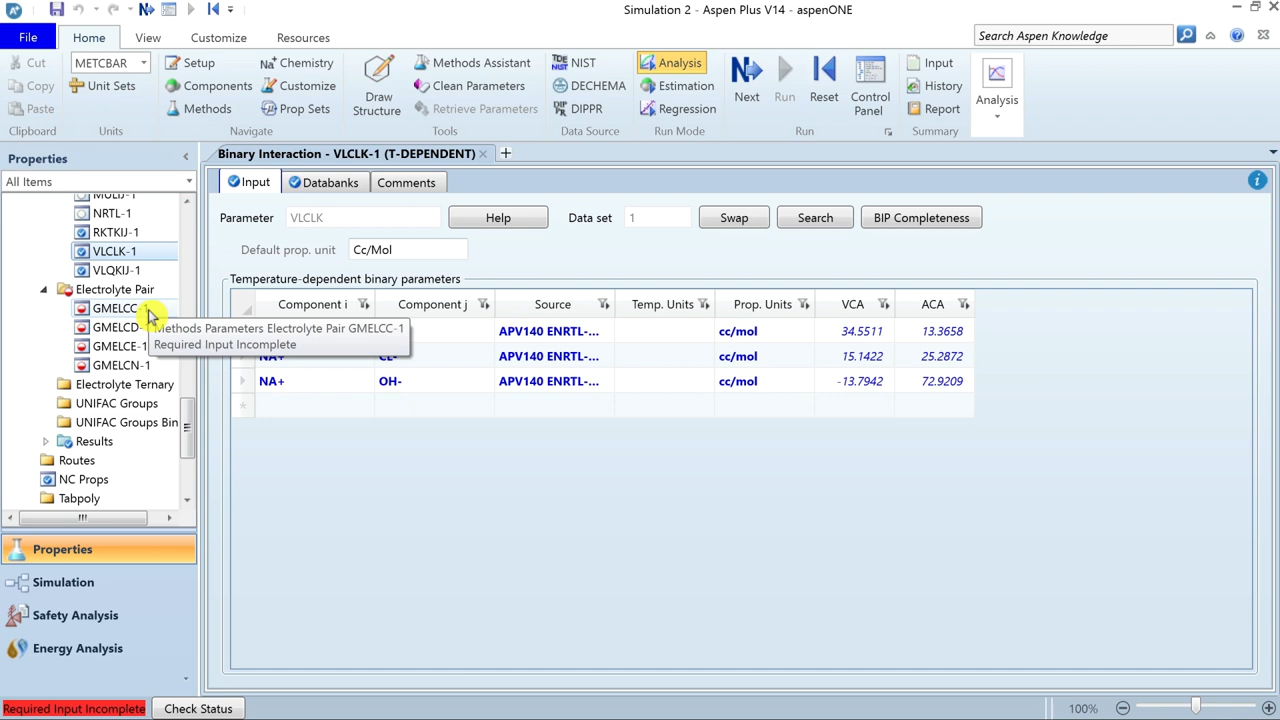 Simulation 2 - Aspen Plus V14 - aspenONE
File
Home
View
Customize
Resources
Search Aspen Knowledge
Cut
Copy
Paste
Clipboard
METCBAR
Unit Sets
Units
Setup
Components
Methods
Chemistry
Customize
Prop Sets
Navigate
Draw
Structure
Methods Assistant
Clean Parameters
Retrieve Parameters
Tools
NIST
DECHEMA
DIPPR
Data Source
Analysis
Estimation
Regression
Run Mode
Next
Run
Reset
Control
Panel
Run
Input
History
Report
Summary
Analysis
Properties
All Items
MULIJ-1
NRTL-1
RKTKIJ-1
VLCLK-1
VLQKIJ-1
Electrolyte Pair
GMELCC-1
GMELCD-
GMELCE-1
GMELCN-1
Electrolyte Ternary
UNIFAC Groups
UNIFAC Groups Bin
Results
Routes
NC Props
Tabpoly
Methods Parameters Electrolyte Pair GMELCC-1
Required Input Incomplete
Properties
Simulation
Safety Analysis
Energy Analysis
Binary Interaction - VLCLK-1 (T-DEPENDENT)
Input
Databanks
Comments
Parameter VLCLK Help Data set 1 Swap Search BIP Completeness
Default prop. unit Cc/Mol
Temperature-dependent binary parameters
Component i Component j Source Temp. Units Prop. Units VCA ACA
APV140 ENRTL-... cc/mol 34.5511 13.3658
NA+ CL- APV140 ENRTL-... cc/mol 15.1422 25.2872
NA+ OH- APV140 ENRTL-... cc/mol -13.7942 72.9209
Required Input Incomplete
Check Status
100%